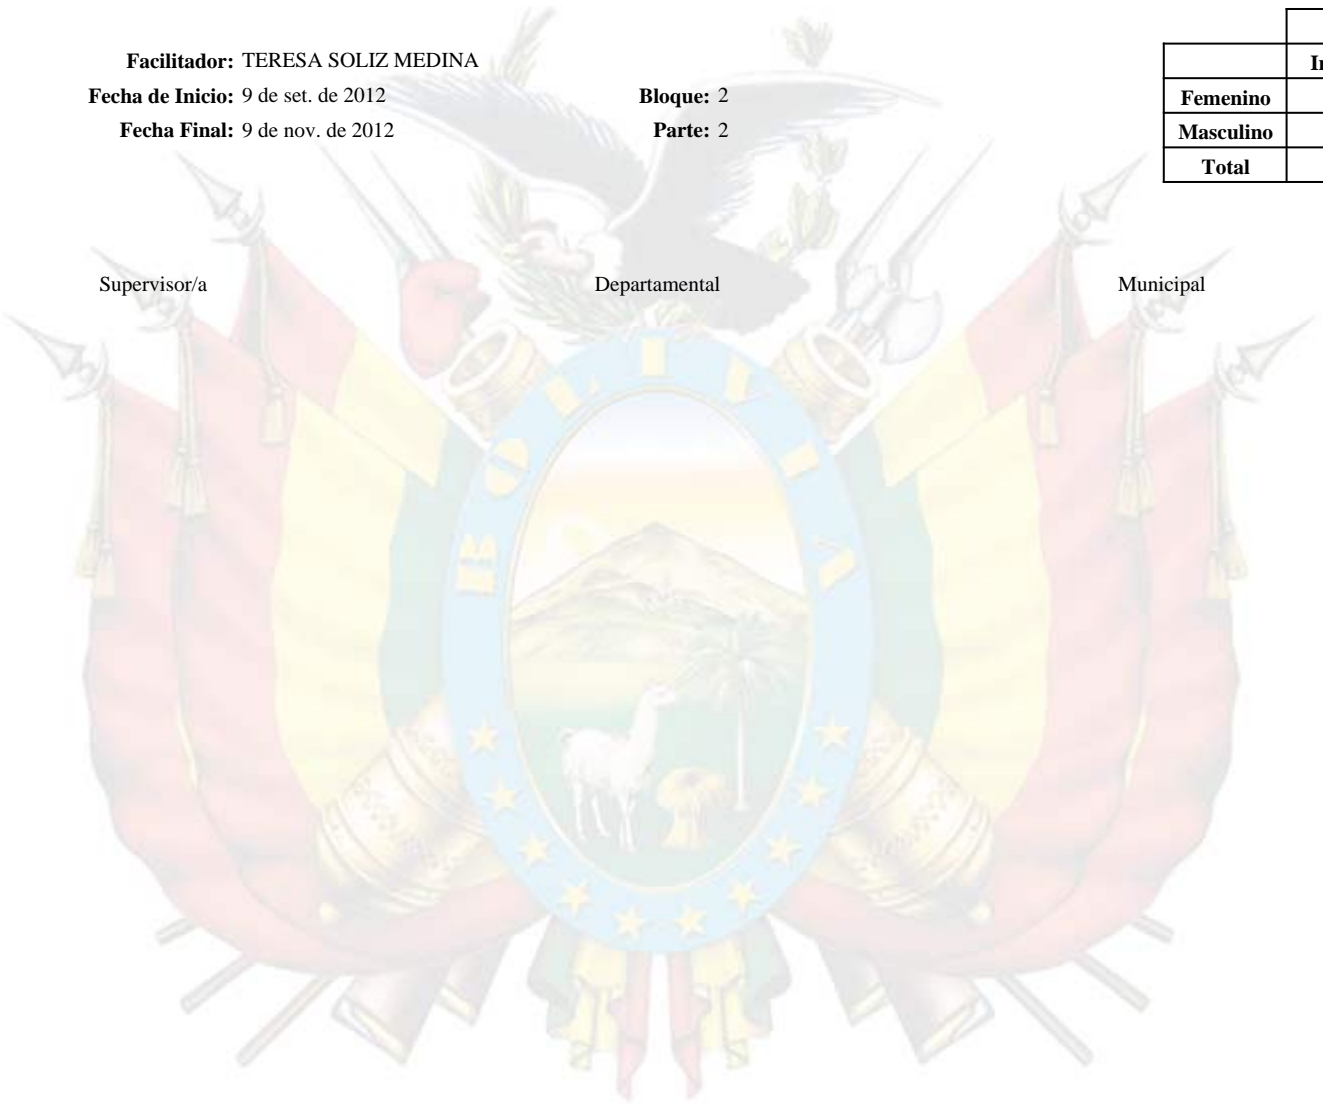 Facilitador: TERESA SOLIZ MEDINA
Fecha de Inicio: 9 de set. de 2012 Bloque: 2
Fecha Final: 9 de nov. de 2012 Parte: 2
Femenino
Masculino
Total
Supervisor/a Departamental Municipal
BOLIVIA